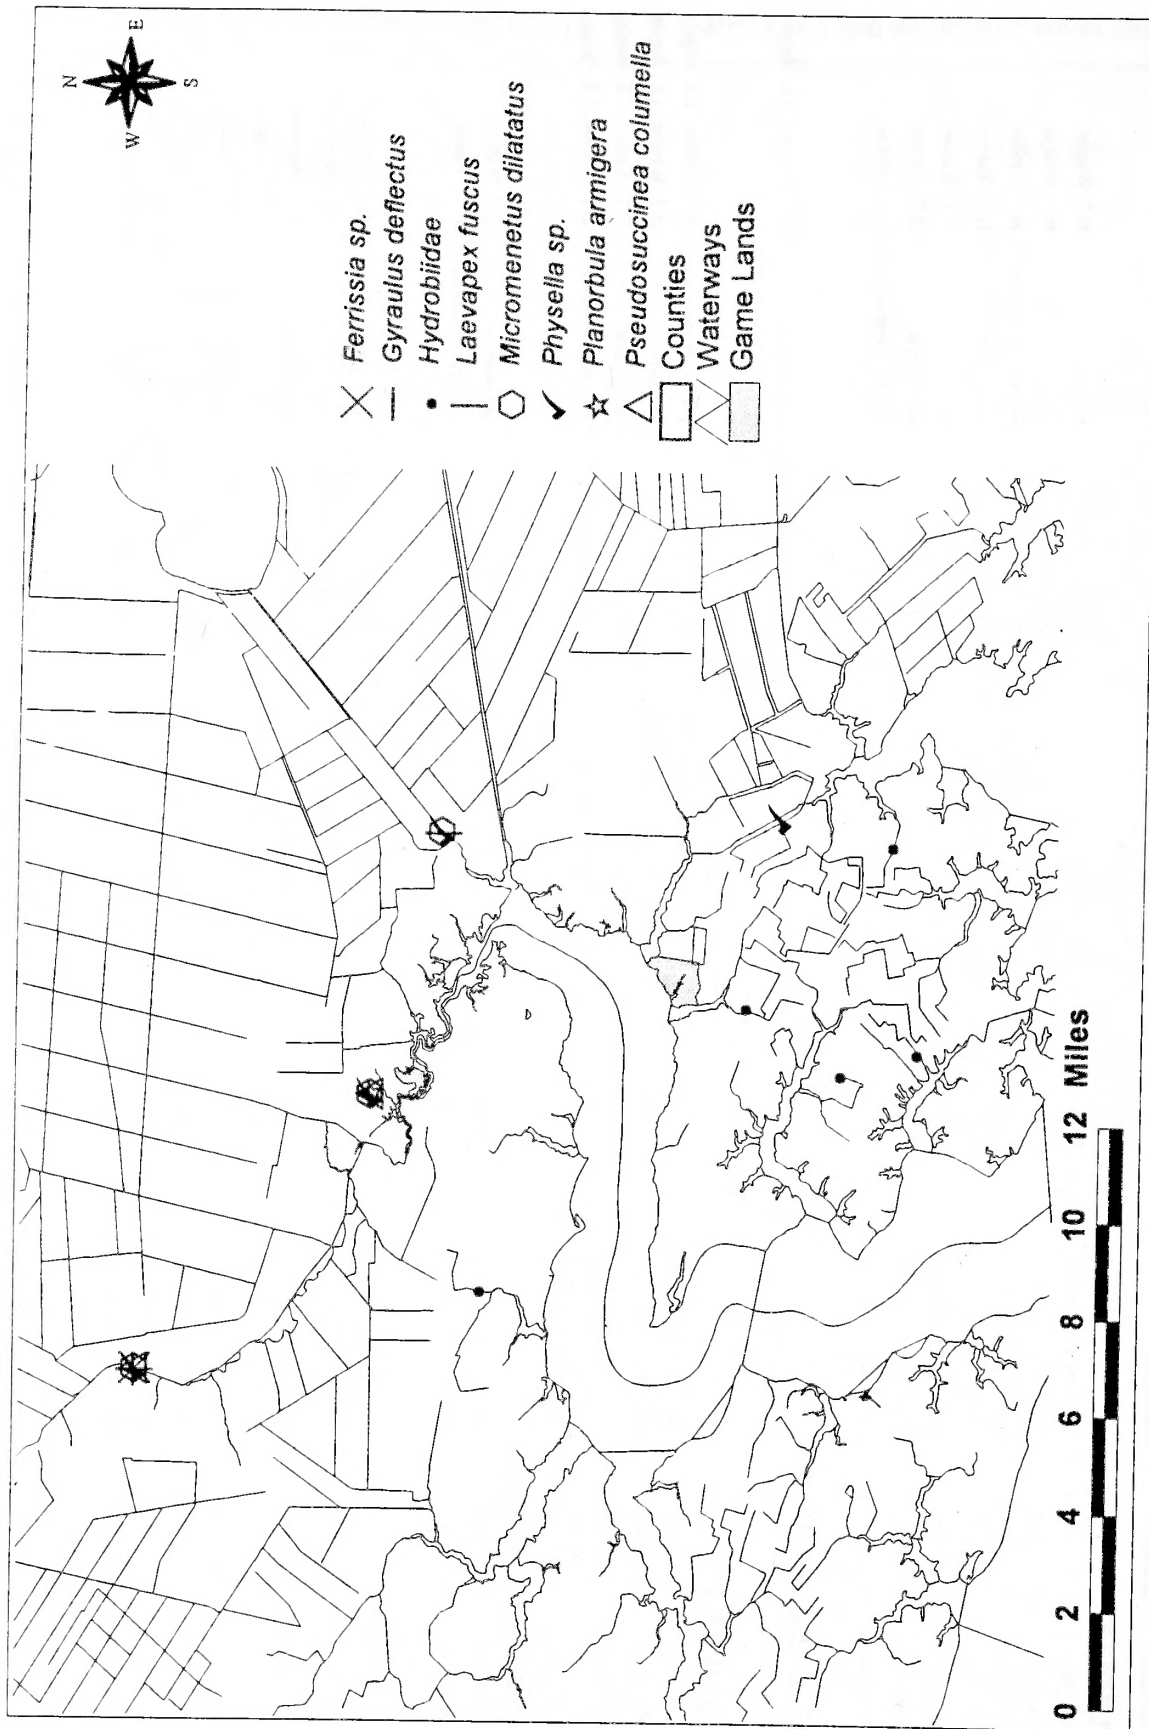 N
E
W
S
Ferrissia sp.
Gyraulus deflectus
Hydrobiidae
Laevapex fuscus
Micromenetus dilatatus
Physella sp.
Planorbula armigera
Pseudosuccinea columella
Counties
Waterways
Game Lands
0 2 4 6 8 10 12 Miles